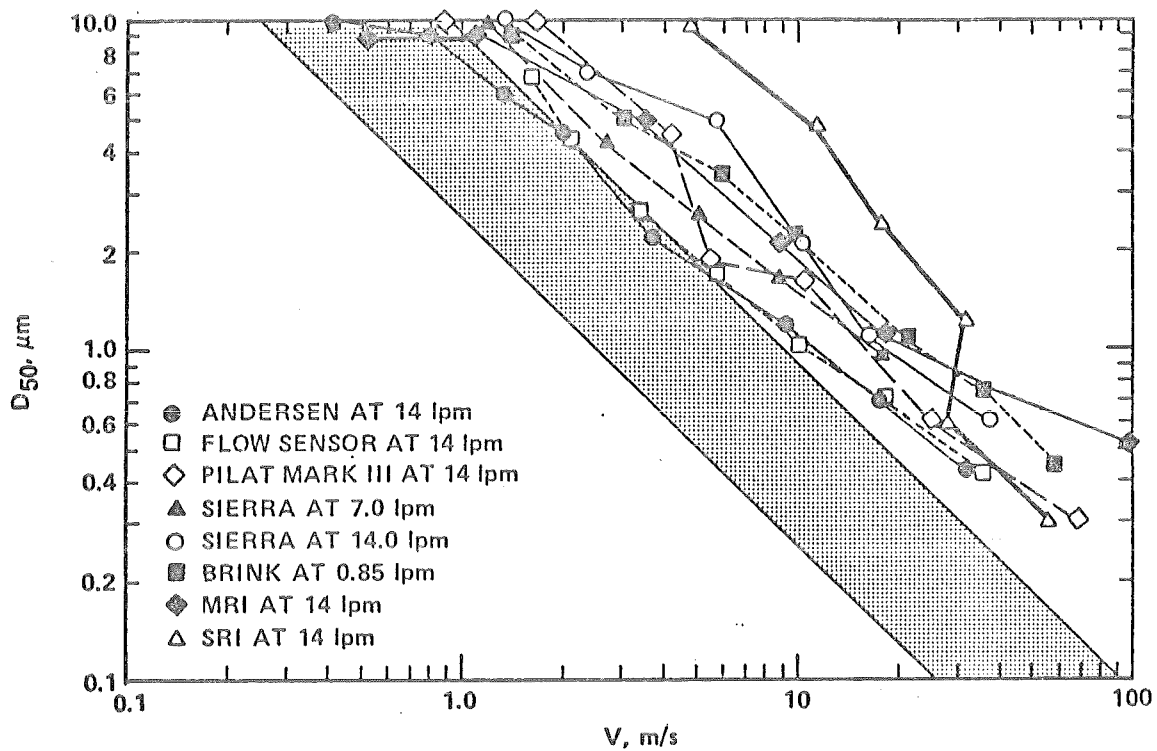 10.0
8
6
4
2
1.0
0.8
0.6
0.4
0.2
0.1
D50, μm
ANDERSEN AT 14 lpm
FLOW SENSOR AT 14 lpm
PILAT MARK III AT 14 lpm
SIERRA AT 7.0 lpm
SIERRA AT 14.0 lpm
BRINK AT 0.85 lpm
MRI AT 14 lpm
SRI AT 14 lpm
0.1 1.0 10 100
V, m/s